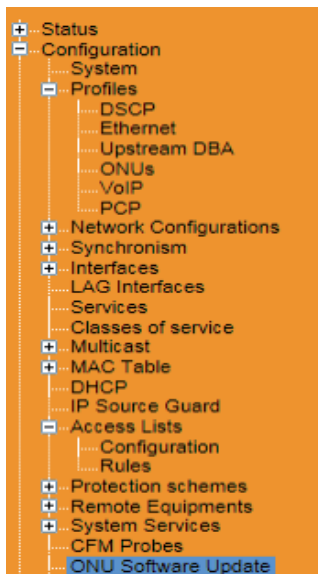 Status
Configuration
System
Profiles
DSCP
Ethernet
Upstream DBA
ONUs
VoIP
PCP
Network Configurations
Synchronism
Interfaces
LAG Interfaces
Services
Classes of service
Multicast
MAC Table
DHCP
IP Source Guard
Access Lists
Configuration
Rules
Protection schemes
Remote Equipments
System Services
CFM Probes
ONU Software Update